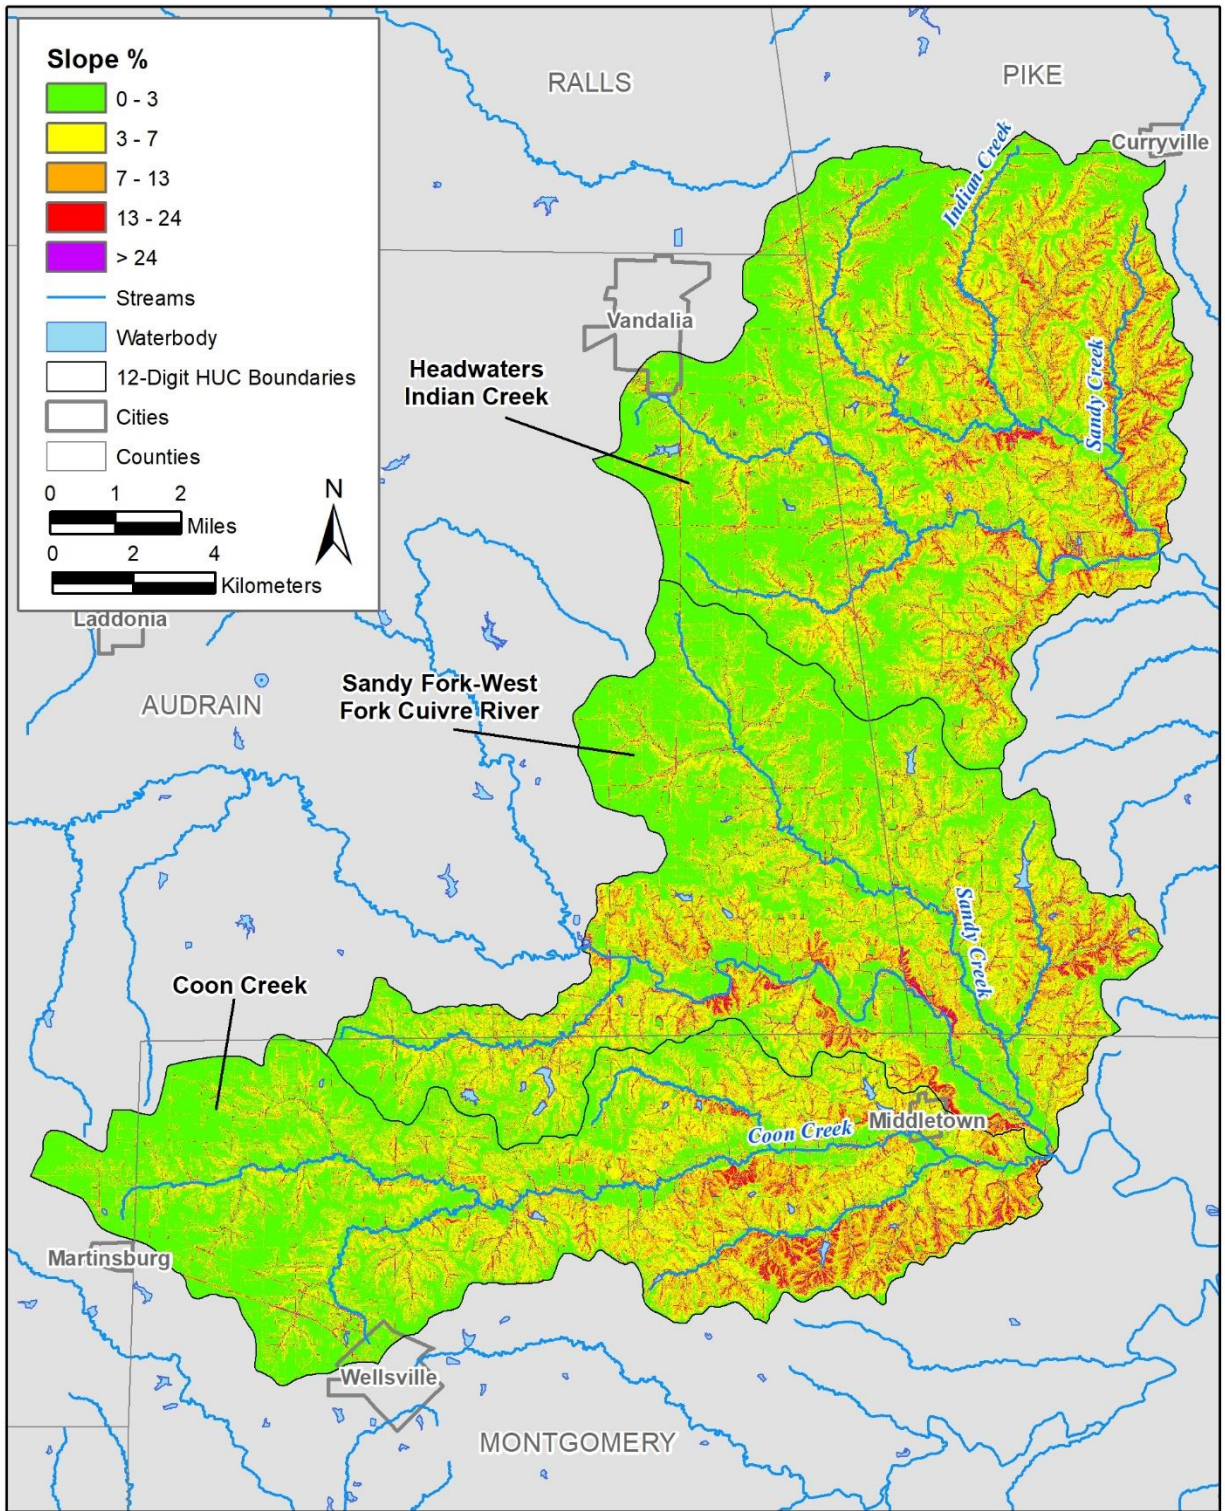 Slope %
0 - 3
3 - 7
7 - 13
13 - 24
> 24
Streams
Waterbody
12-Digit HUC Boundaries
Cities
Counties
0 1 2
Miles
0 2 4
Kilometers
N
RALLS
PIKE
Curryville
Indian Creek
Vandalia
Sandy Creek
Headwaters
Indian Creek
Laddonia
AUDRAIN
Sandy Fork-West
Fork Cuivre River
Sandy Creek
Coon Creek
Middletown
Coon Creek
Martinsburg
Wellsville
MONTGOMERY